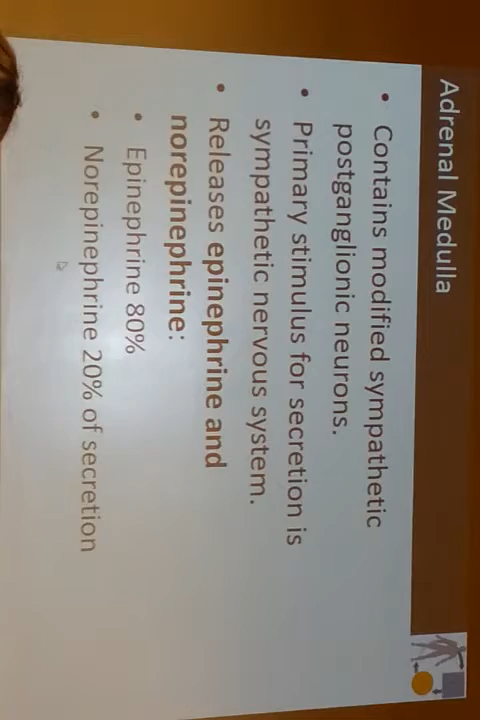 Adrenal Medulla
• Contains modified sympathetic
postganglionic neurons.
• Primary stimulus for secretion is
sympathetic nervous system.
• Releases epinephrine and
norepinephrine:
• Epinephrine 80%
• Norepinephrine 20% of secretion